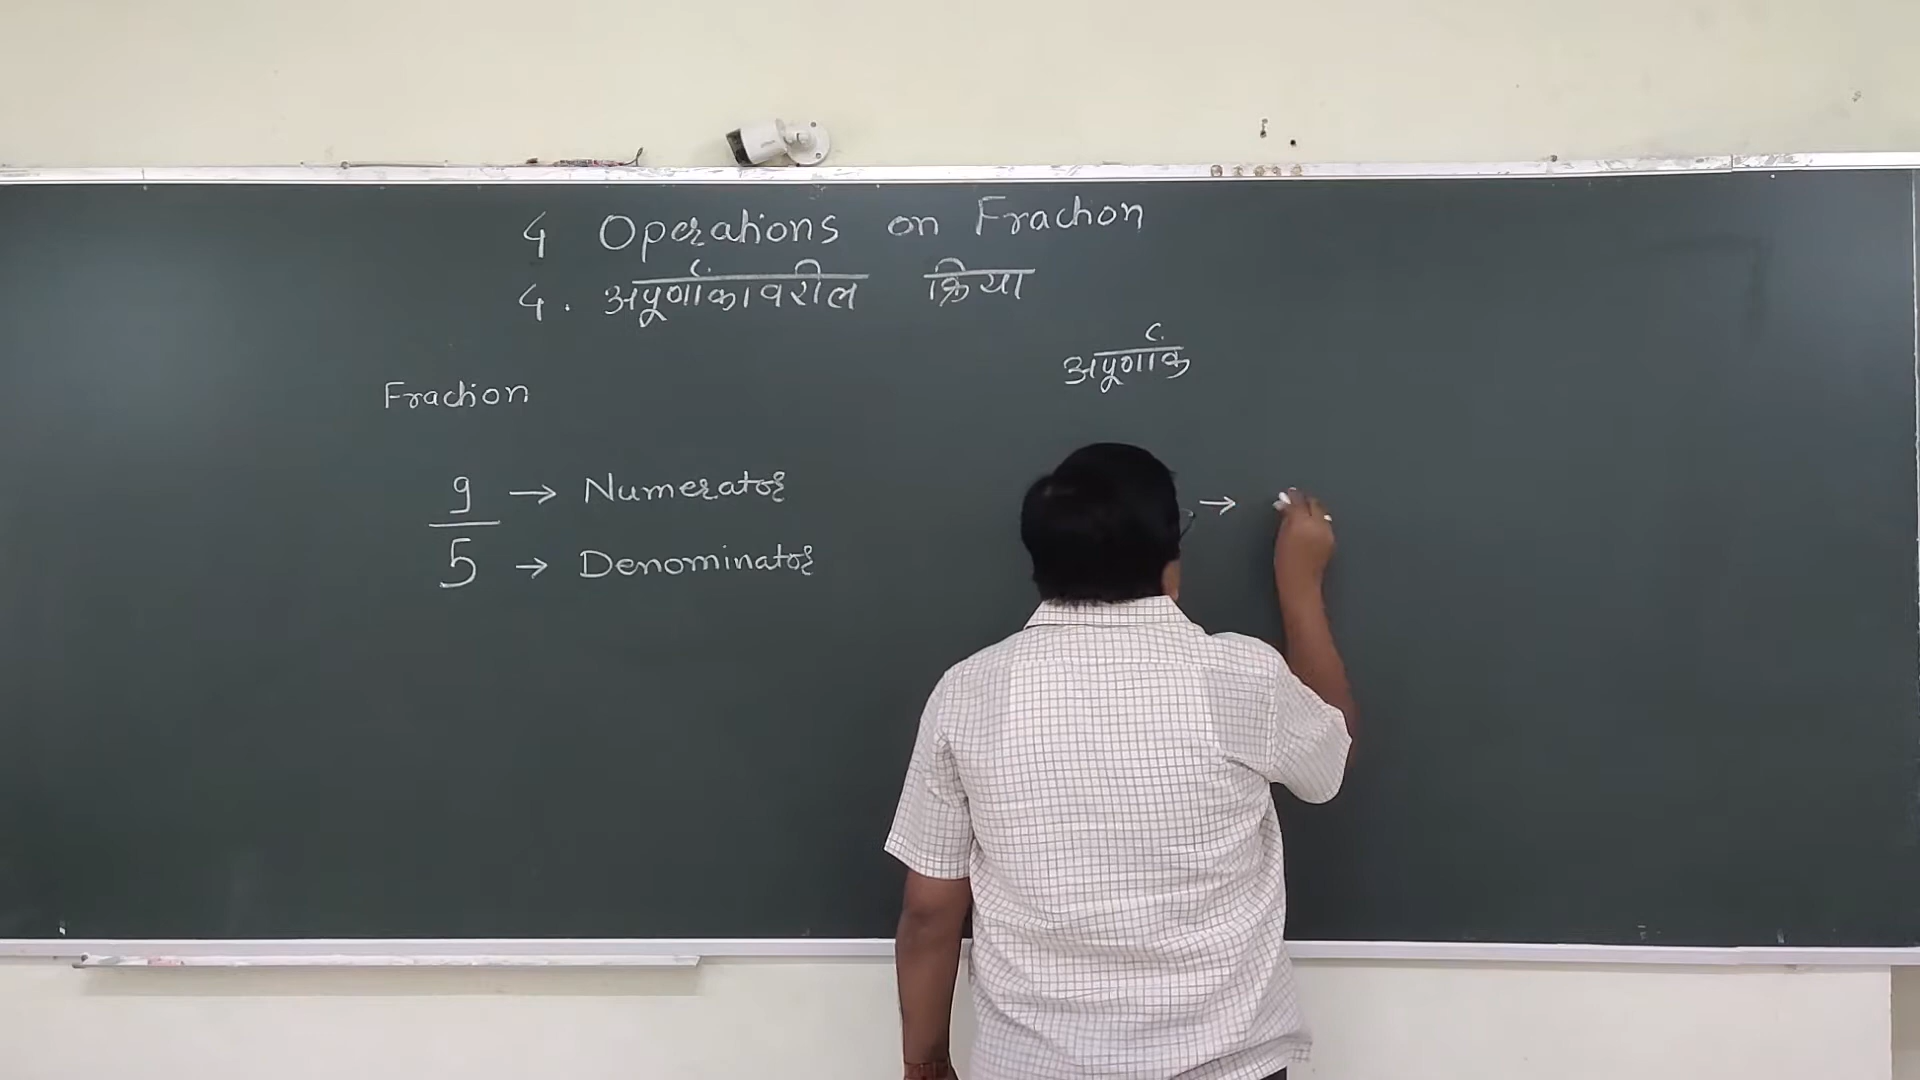 4 Operations on Fraction
4. अपूर्णांकावरील क्रिया
Fraction
9 → Numerator
5 → Denominator
अपूर्णांक
→